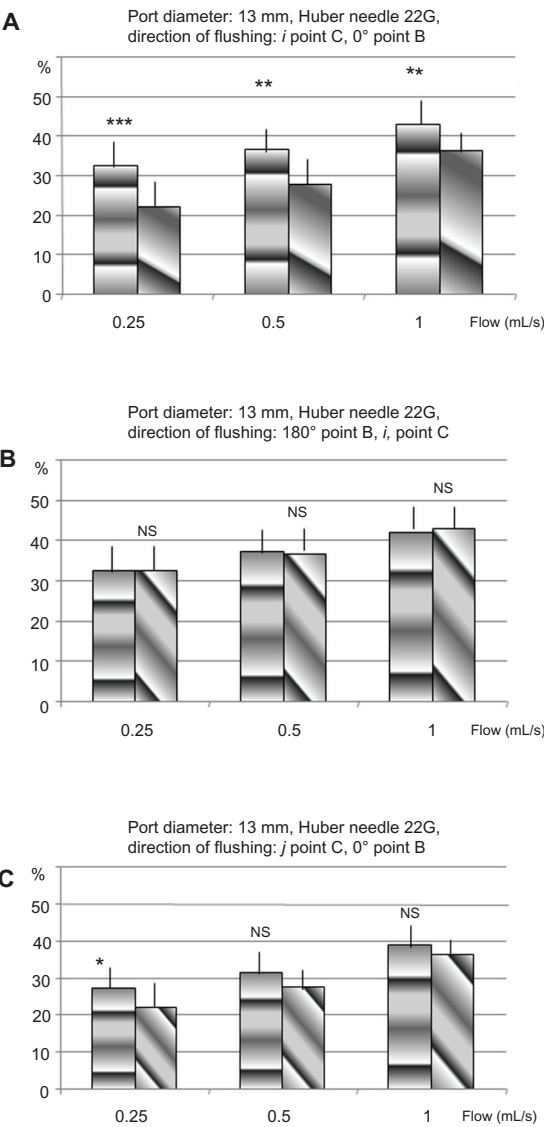 A
Port diameter: 13 mm, Huber needle 22G,
direction of flushing: i point C, 0° point B
%
50
40
30
20
10
0
***
**
**
0.25 0.5 1 Flow (mL/s)
B
Port diameter: 13 mm, Huber needle 22G,
direction of flushing: 180° point B, i, point C
%
50
40
30
20
10
0
NS
NS
NS
0.25 0.5 1 Flow (mL/s)
C
Port diameter: 13 mm, Huber needle 22G,
direction of flushing: j point C, 0° point B
%
50
40
30
20
10
0
*
NS
NS
0.25 0.5 1 Flow (mL/s)